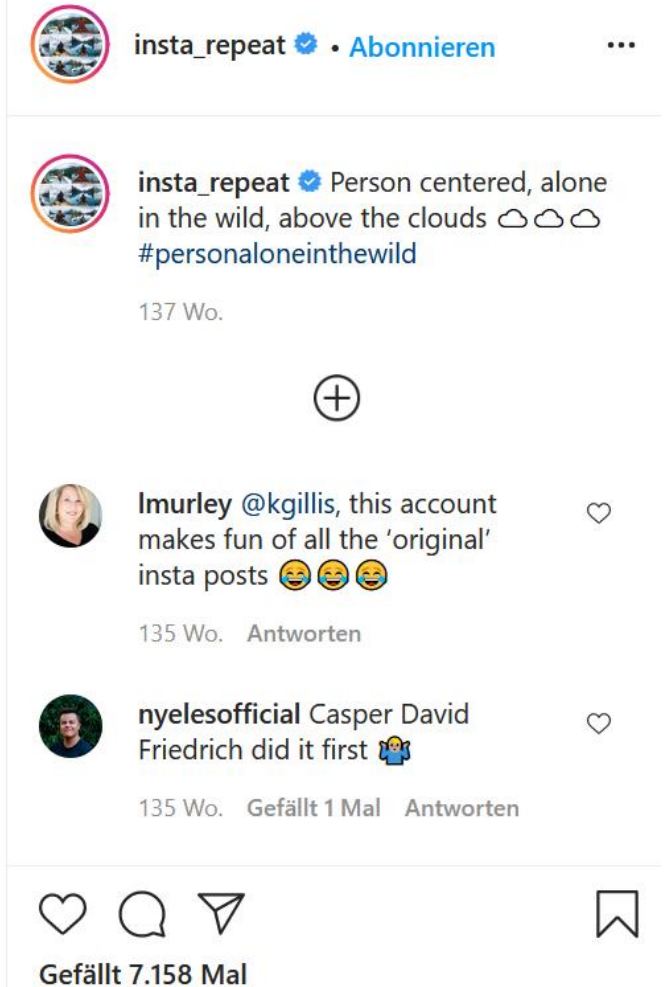 insta_repeat • Abonnieren
insta_repeat Person centered, alone
in the wild, above the clouds
#personaloneinthewild
137 Wo.
lmurley @kgillis, this account
makes fun of all the ‘original’
insta posts 😂😂😂
135 Wo. Antworten
nyelesofficial Casper David
Friedrich did it first 🤷
135 Wo. Gefällt 1 Mal Antworten
Gefällt 7.158 Mal